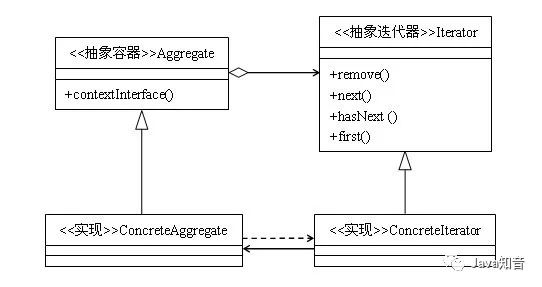 <<抽象容器>>Aggregate
+contextInterface()
<<抽象迭代器>>Iterator
+remove()
+next()
+hasNext ()
+first()
<<实现>>ConcreteAggregate
<<实现>>ConcreteIterator
Java知音